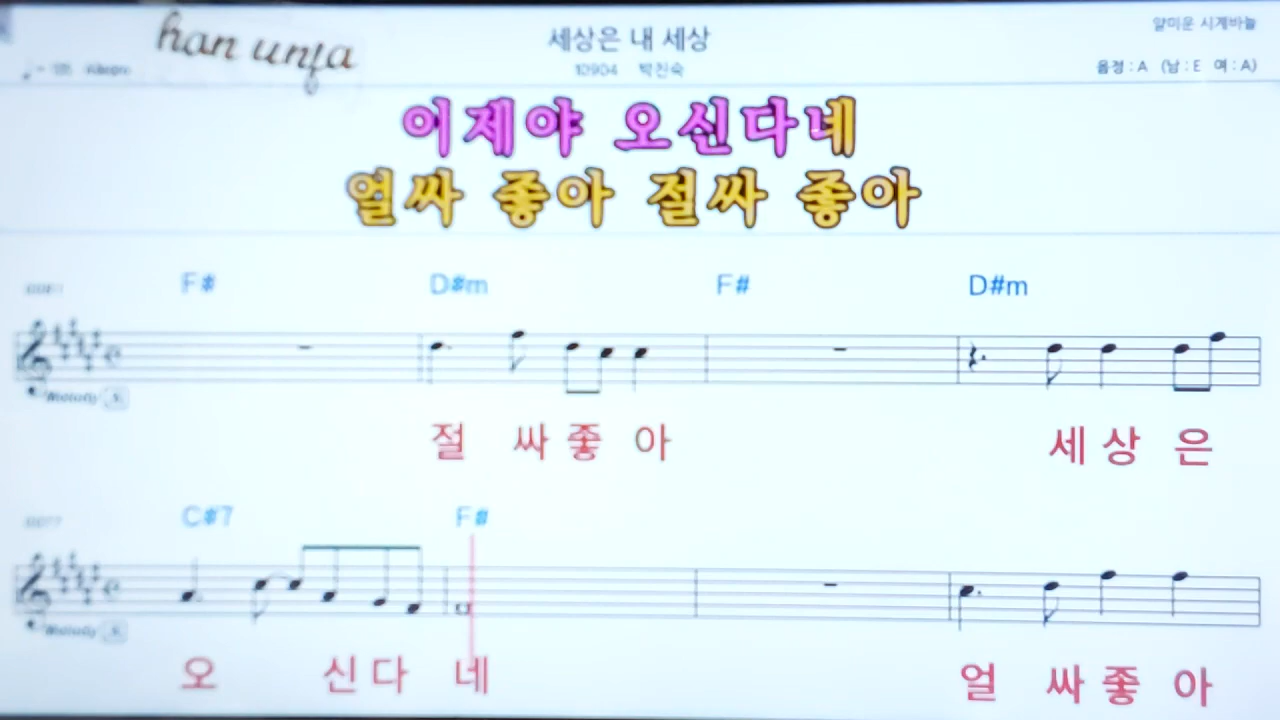 han unja
세상은 내 세상
얄미운 시계바늘
10904 박진숙
음정 : A (남 : E 여 : A)
이제야 오신다네
얼싸 좋아 절싸 좋아
F# D#m F# D#m
절 싸 좋 아 세 상 은
C#7 F#
오 신 다 네 얼 싸 좋 아